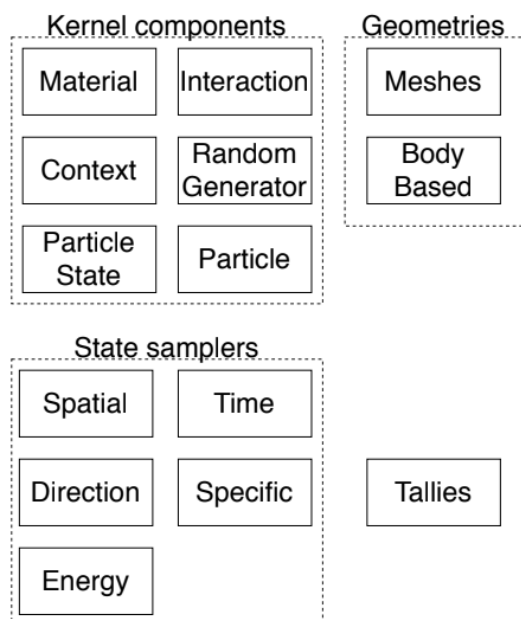 Kernel components
Material
Interaction
Context
Random
Generator
Particle
State
Particle
Geometries
Meshes
Body
Based
State samplers
Spatial
Time
Direction
Specific
Energy
Tallies